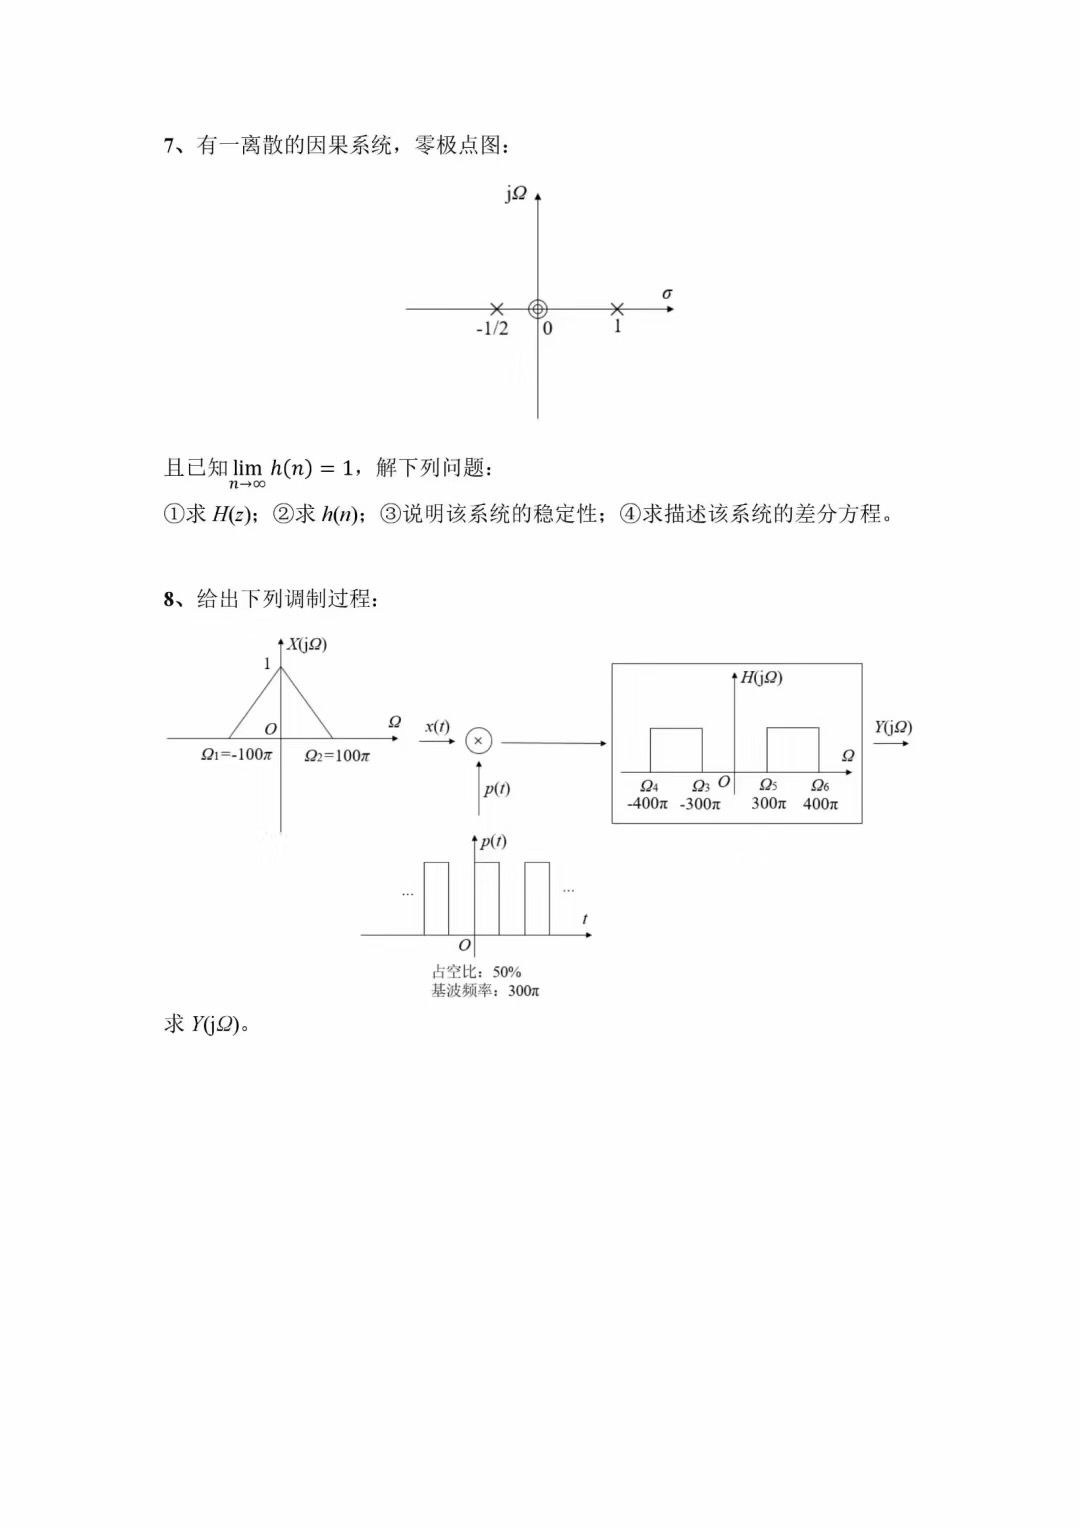 7、有一离散的因果系统，零极点图：
jΩ
σ
-1/2
0
1
且已知 lim h(n) = 1，解下列问题：
n→∞
①求 H(z)；②求 h(n)；③说明该系统的稳定性；④求描述该系统的差分方程。
8、给出下列调制过程：
X(jΩ)
1
O
Ω
Ω1=-100π
Ω2=100π
x(t)
×
p(t)
H(jΩ)
Ω
Ω4
Ω3
O
Ω5
Ω6
-400π
-300π
300π
400π
Y(jΩ)
p(t)
...
...
t
O
占空比：50%
基波频率：300π
求 Y(jΩ)。